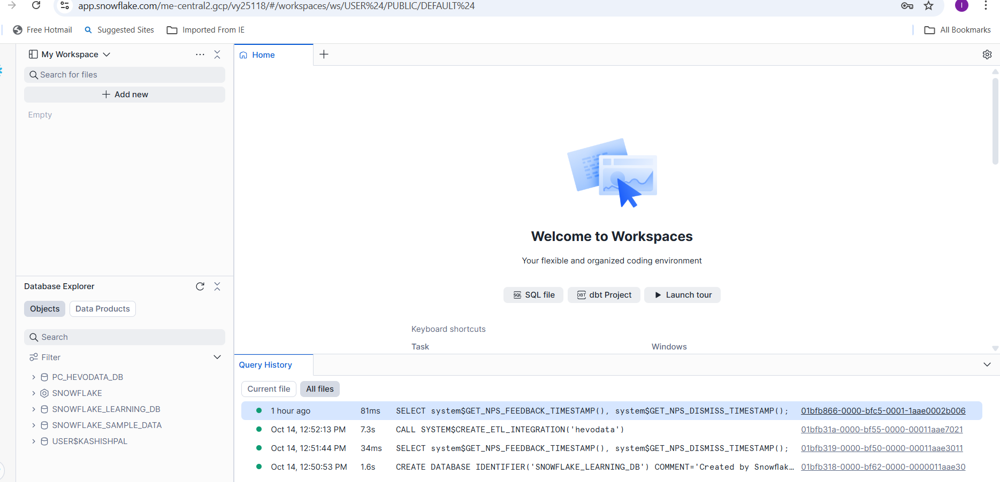 app.snowflake.com/me-central2.gcp/vy25118/#/workspaces/ws/USER%24/PUBLIC/DEFAULT%24
I
Free Hotmail
Suggested Sites
Imported From IE
All Bookmarks
My Workspace
Search for files
Add new
Empty
Home
Welcome to Workspaces
Your flexible and organized coding environment
SQL SQL file
DBT dbt Project
Launch tour
Keyboard shortcuts
Task Windows
Database Explorer
Objects
Data Products
Search
Filter
PC_HEVODATA_DB
SNOWFLAKE
SNOWFLAKE_LEARNING_DB
SNOWFLAKE_SAMPLE_DATA
USER$KASHISHPAL
Query History
Current file
All files
1 hour ago 81ms SELECT system$GET_NPS_FEEDBACK_TIMESTAMP(), system$GET_NPS_DISMISS_TIMESTAMP(); 01bfb866-0000-bfc5-0001-1aae0002b006
Oct 14, 12:52:13 PM 7.3s CALL SYSTEM$CREATE_ETL_INTEGRATION('hevodata') 01bfb31a-0000-bf55-0000-00011aae7021
Oct 14, 12:51:44 PM 34ms SELECT system$GET_NPS_FEEDBACK_TIMESTAMP(), system$GET_NPS_DISMISS_TIMESTAMP(); 01bfb319-0000-bf50-0000-00011aae3011
Oct 14, 12:50:53 PM 1.6s CREATE DATABASE IDENTIFIER('SNOWFLAKE_LEARNING_DB') COMMENT='Created by Snowflak… 01bfb318-0000-bf62-0000-0000011aae30